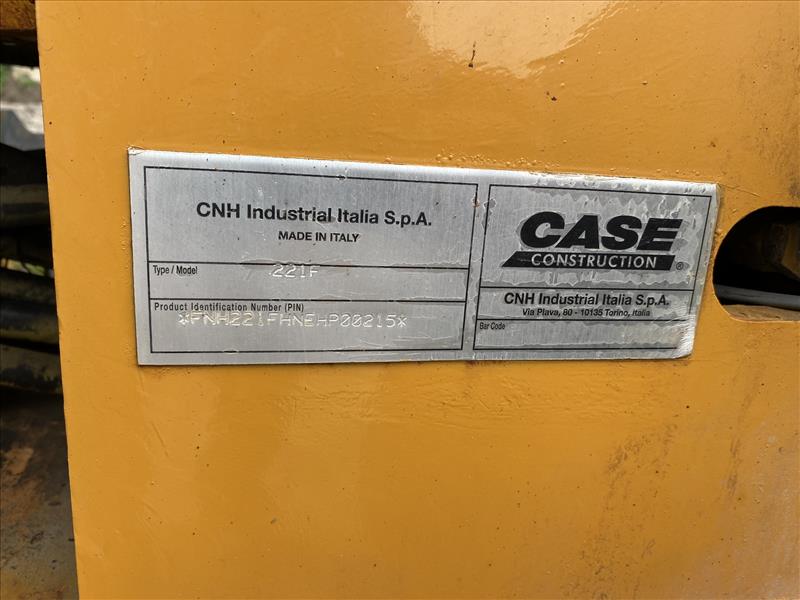 CNH Industrial Italia S.p.A.
MADE IN ITALY
Type / Model 221F
Product Identification Number (PIN)
*FNH221FHNEHP00215*
CASE
CONSTRUCTION ®
CNH Industrial Italia S.p.A.
Via Plava, 80 - 10135 Torino, Italia
Bar Code